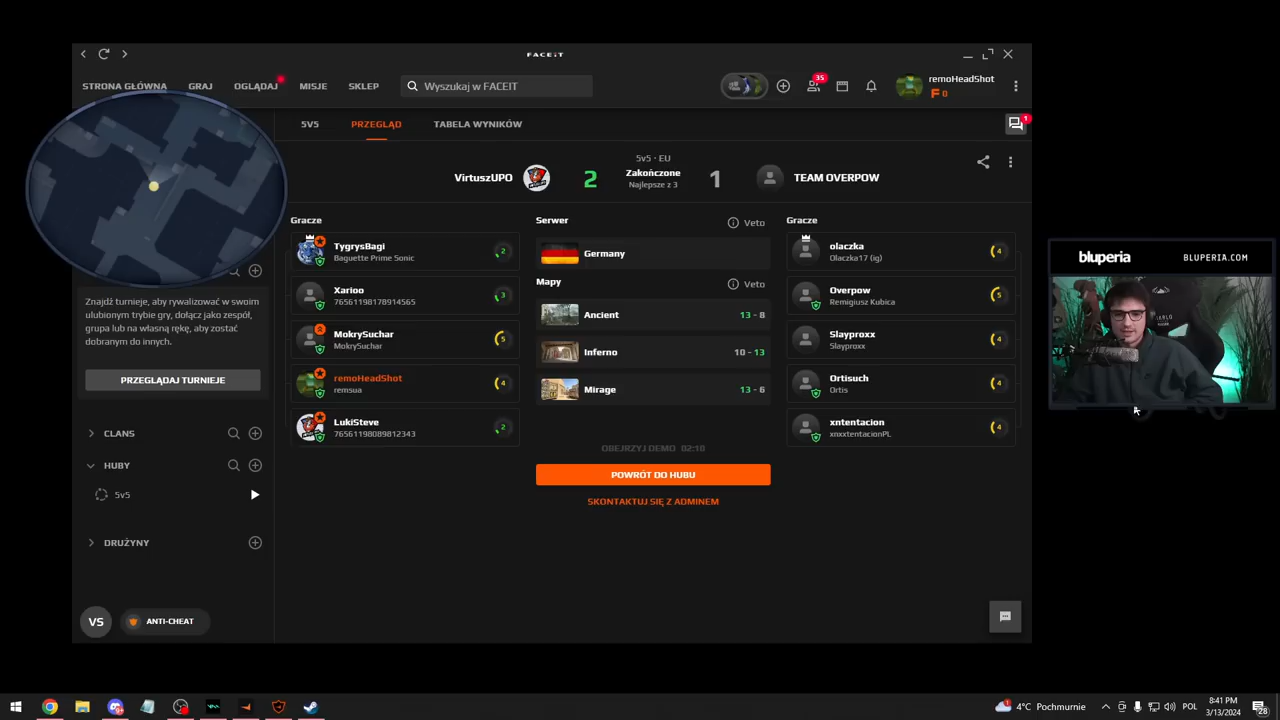 FACEIT
STRONA GŁÓWNA
GRAJ
OGLĄDAJ
MISJE
SKLEP
Wyszukaj w FACEIT
35
remoHeadShot
F 0
5V5
PRZEGLĄD
TABELA WYNIKÓW
1
VirtuszUPO
2
5v5 · EU
Zakończone
Najlepsze z 3
1
TEAM OVERPOW
Gracze
TygrysBagi
Baguette Prime Sonic
2
Xarioo
76561198178914565
3
MokrySuchar
MokrySuchar
5
remoHeadShot
remsua
4
LukiSteve
76561198089812343
2
Serwer
Veto
Germany
Mapy
Veto
Ancient
13 - 8
Inferno
10 - 13
Mirage
13 - 6
OBEJRZYJ DEMO 02:10
POWRÓT DO HUBU
SKONTAKTUJ SIĘ Z ADMINEM
Gracze
olaczka
Olaczka17 (ig)
4
Overpow
Remigiusz Kubica
5
Slayproxx
Slayproxx
4
Ortisuch
Ortis
4
xntentacion
xnxxtentacionPL
4
Znajdź turnieje, aby rywalizować w swoim
ulubionym trybie gry, dołącz jako zespół,
grupa lub na własną rękę, aby zostać
dobranym do innych.
PRZEGLĄDAJ TURNIEJE
CLANS
HUBY
5v5
DRUŻYNY
VS
ANTI-CHEAT
bluperia
BLUPERIA.COM
1
4°C Pochmurnie
POL
8:41 PM
3/13/2024
28